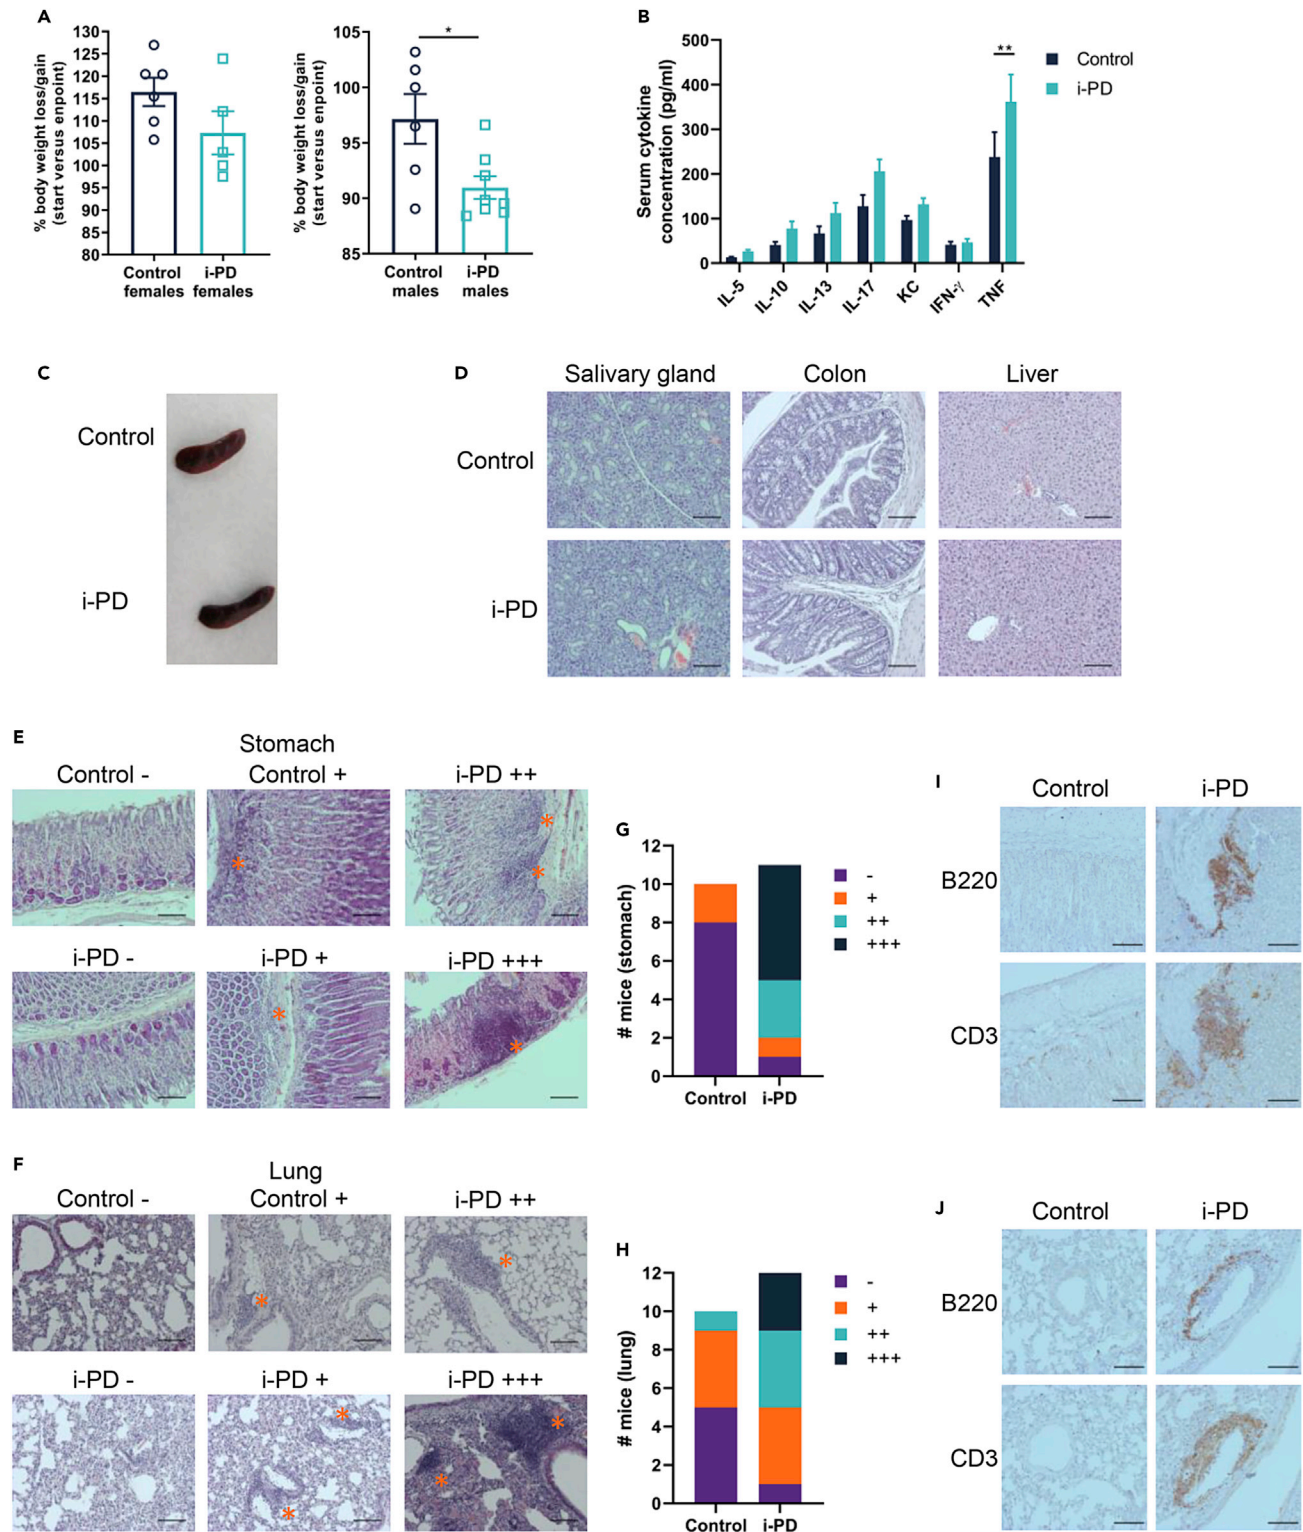 A
% body weight loss/gain
(start versus enpoint)
130
125
120
115
110
105
100
95
90
85
80
Control
females
i-PD
females
% body weight loss/gain
(start versus enpoint)
105
100
95
90
85
*
Control
males
i-PD
males
B
Serum cytokine
concentration (pg/ml)
500
400
300
200
100
0
**
IL-5
IL-10
IL-13
IL-17
KC
IFN-γ
TNF
Control
i-PD
C
Control
i-PD
D
Salivary gland Colon Liver
Control
i-PD
E
Stomach
Control - Control + i-PD ++
i-PD - i-PD + i-PD +++
F
Lung
Control - Control + i-PD ++
i-PD - i-PD + i-PD +++
G
# mice (stomach)
12
10
8
6
4
2
0
Control i-PD
-
+
++
+++
H
# mice (lung)
12
10
8
6
4
2
0
Control i-PD
-
+
++
+++
I
Control i-PD
B220
CD3
J
Control i-PD
B220
CD3